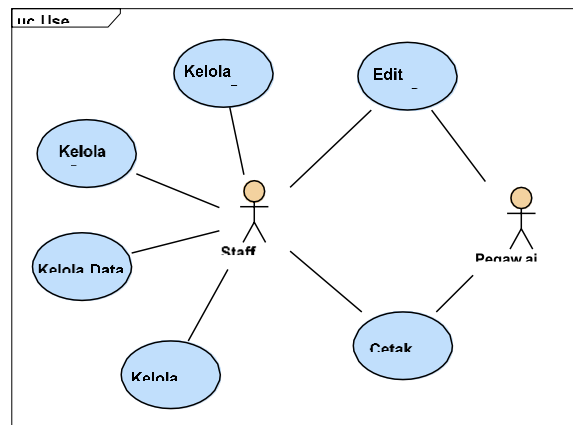 uc Use
Kelola
Edit
Kelola
Staff
Pegawai
Kelola Data
Cetak
Kelola